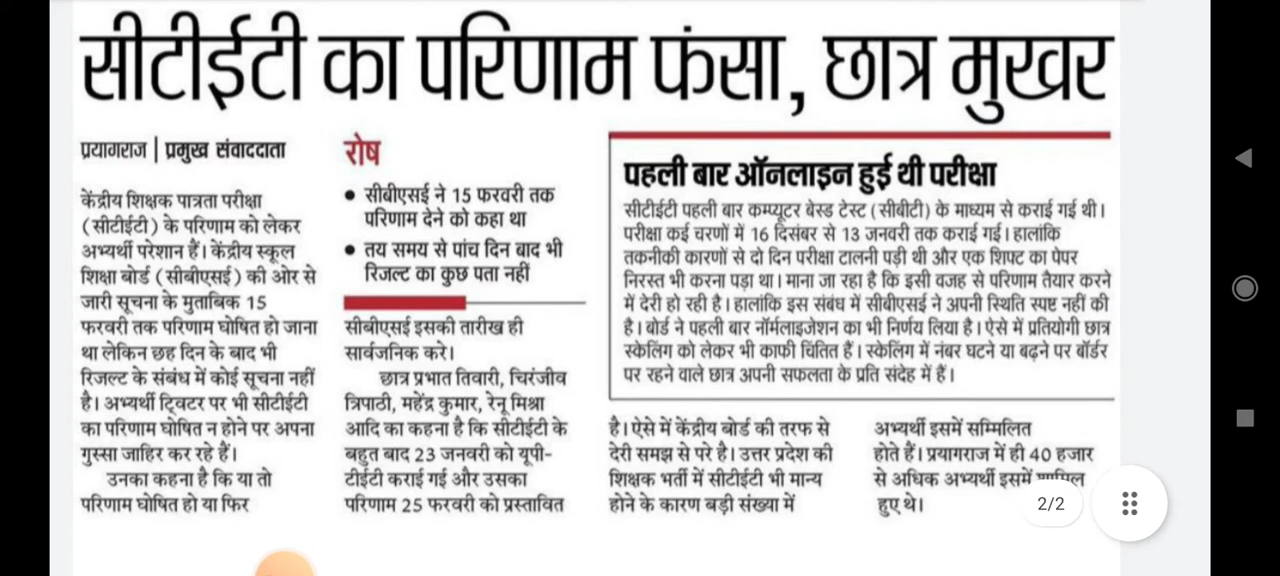 सीटीईटी का परिणाम फंसा, छात्र मुखर
प्रयागराज | प्रमुख संवाददाता
केंद्रीय शिक्षक पात्रता परीक्षा
(सीटीईटी) के परिणाम को लेकर
अभ्यर्थी परेशान हैं। केंद्रीय स्कूल
शिक्षा बोर्ड (सीबीएसई) की ओर से
जारी सूचना के मुताबिक 15
फरवरी तक परिणाम घोषित हो जाना
था लेकिन छह दिन के बाद भी
रिजल्ट के संबंध में कोई सूचना नहीं
है। अभ्यर्थी ट्विटर पर भी सीटीईटी
का परिणाम घोषित न होने पर अपना
गुस्सा जाहिर कर रहे हैं।
उनका कहना है कि या तो
परिणाम घोषित हो या फिर
रोष
● सीबीएसई ने 15 फरवरी तक
परिणाम देने को कहा था
● तय समय से पांच दिन बाद भी
रिजल्ट का कुछ पता नहीं
सीबीएसई इसकी तारीख ही
सार्वजनिक करे।
छात्र प्रभात तिवारी, चिरंजीव
त्रिपाठी, महेंद्र कुमार, रेनू मिश्रा
आदि का कहना है कि सीटीईटी के
बहुत बाद 23 जनवरी को यूपी-
टीईटी कराई गई और उसका
परिणाम 25 फरवरी को प्रस्तावित
पहली बार ऑनलाइन हुई थी परीक्षा
सीटीईटी पहली बार कम्प्यूटर बेस्ड टेस्ट (सीबीटी) के माध्यम से कराई गई थी।
परीक्षा कई चरणों में 16 दिसंबर से 13 जनवरी तक कराई गई। हालांकि
तकनीकी कारणों से दो दिन परीक्षा टालनी पड़ी थी और एक शिफ्ट का पेपर
निरस्त भी करना पड़ा था। माना जा रहा है कि इसी वजह से परिणाम तैयार करने
में देरी हो रही है। हालांकि इस संबंध में सीबीएसई ने अपनी स्थिति स्पष्ट नहीं की
है। बोर्ड ने पहली बार नॉर्मलाइजेशन का भी निर्णय लिया है। ऐसे में प्रतियोगी छात्र
स्केलिंग को लेकर भी काफी चिंतित हैं। स्केलिंग में नंबर घटने या बढ़ने पर बॉर्डर
पर रहने वाले छात्र अपनी सफलता के प्रति संदेह में हैं।
है। ऐसे में केंद्रीय बोर्ड की तरफ से
देरी समझ से परे है। उत्तर प्रदेश की
शिक्षक भर्ती में सीटीईटी भी मान्य
होने के कारण बड़ी संख्या में
अभ्यर्थी इसमें सम्मिलित
होते हैं। प्रयागराज में ही 40 हजार
से अधिक अभ्यर्थी इसमें
हुए थे।
2/2